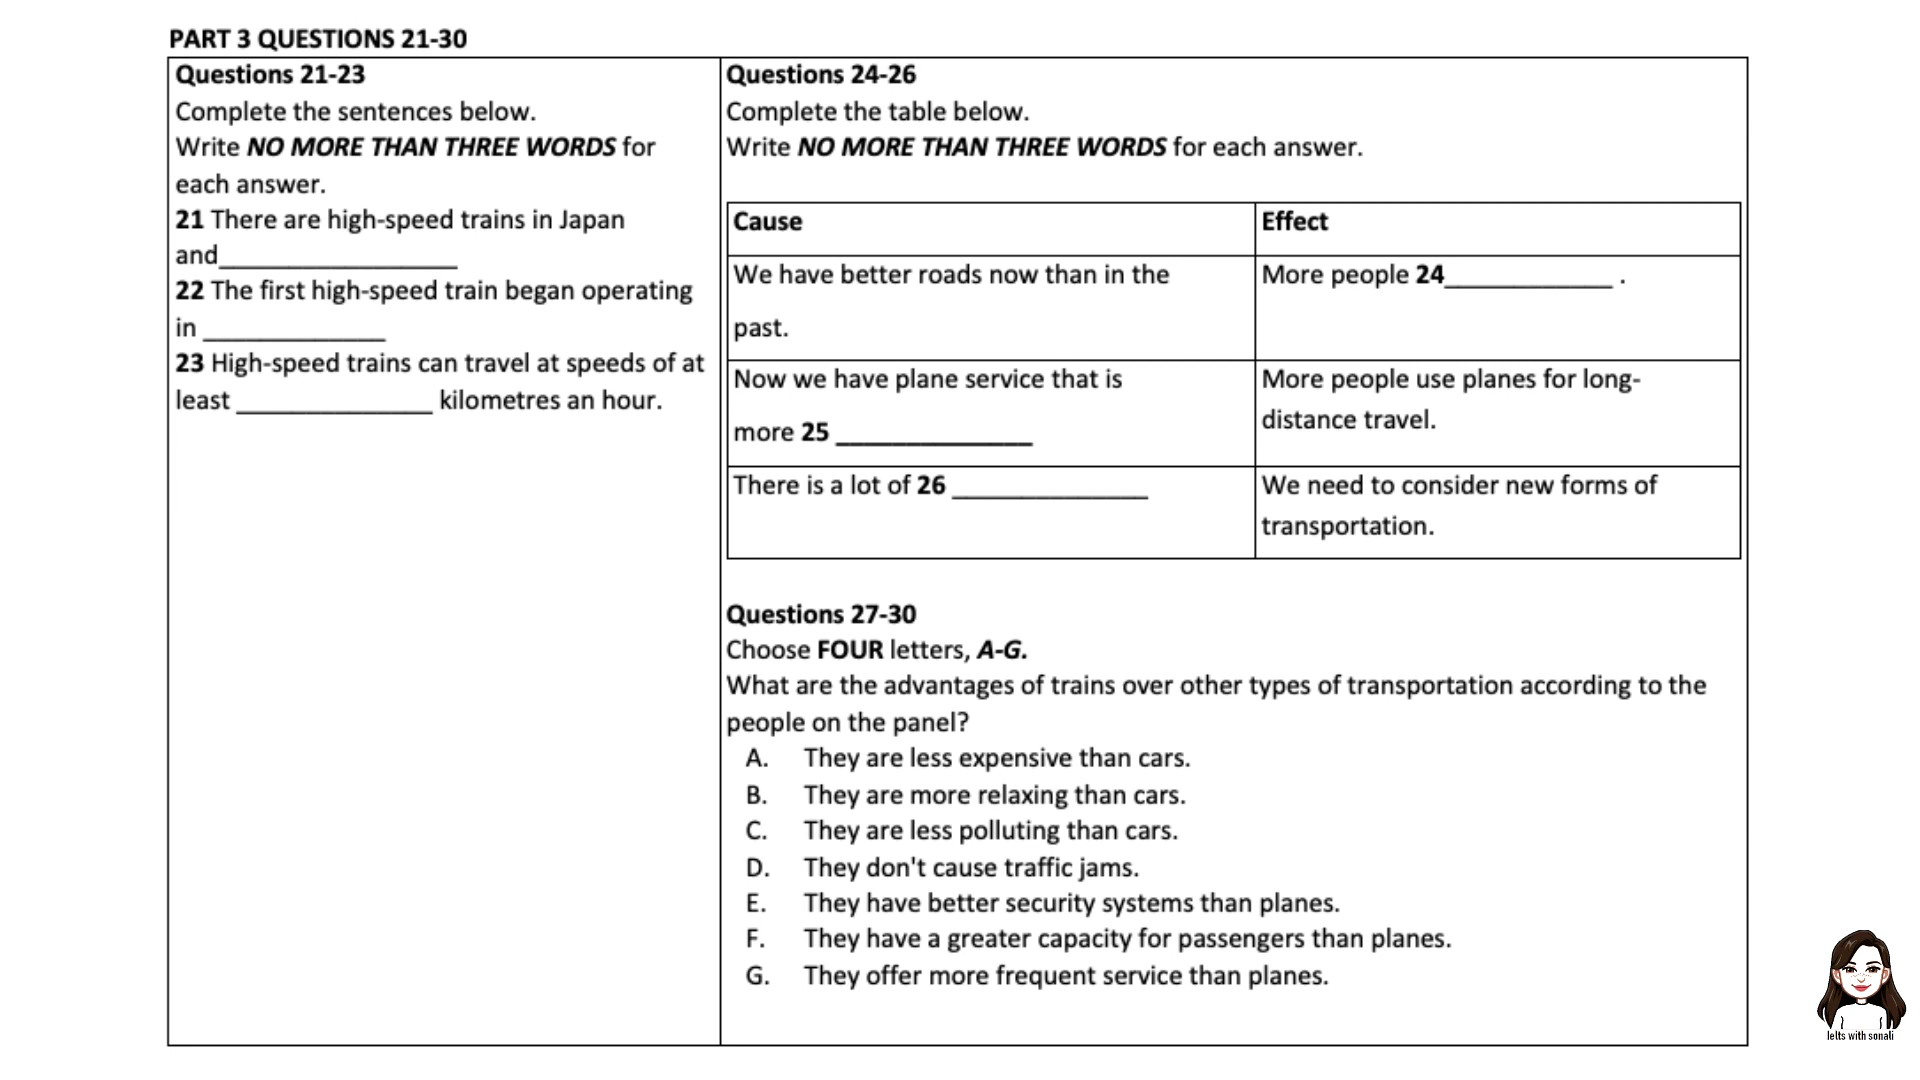 PART 3 QUESTIONS 21-30
Questions 21-23
Complete the sentences below.
Write NO MORE THAN THREE WORDS for
each answer.
21 There are high-speed trains in Japan
and__________________
22 The first high-speed train began operating
in ______________
23 High-speed trains can travel at speeds of at
least _______________ kilometres an hour.
Questions 24-26
Complete the table below.
Write NO MORE THAN THREE WORDS for each answer.
Cause
Effect
We have better roads now than in the
past.
More people 24_____________ .
Now we have plane service that is
more 25 _______________
More people use planes for long-
distance travel.
There is a lot of 26 _______________
We need to consider new forms of
transportation.
Questions 27-30
Choose FOUR letters, A-G.
What are the advantages of trains over other types of transportation according to the
people on the panel?
A. They are less expensive than cars.
B. They are more relaxing than cars.
C. They are less polluting than cars.
D. They don't cause traffic jams.
E. They have better security systems than planes.
F. They have a greater capacity for passengers than planes.
G. They offer more frequent service than planes.
Ielts with sonali